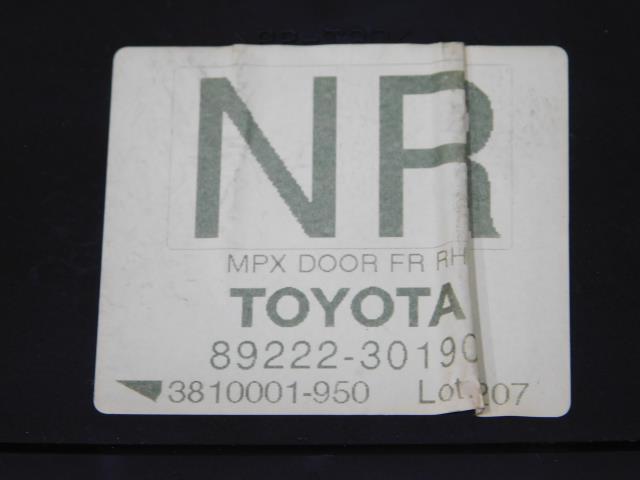 NR
MPX DOOR FR RH
TOYOTA
89222-30190
3810001-950 Lot.207